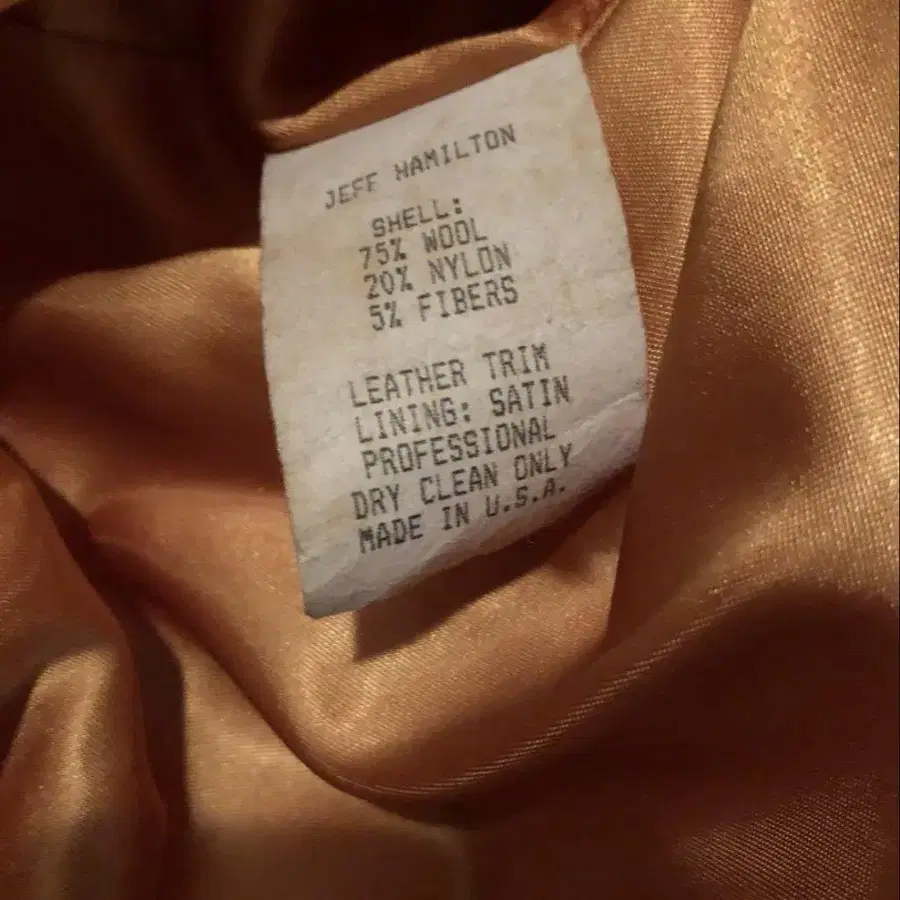 JEFF HAMILTON
SHELL:
75% WOOL
20% NYLON
5% FIBERS
LEATHER TRIM
LINING: SATIN
PROFESSIONAL
DRY CLEAN ONLY
MADE IN U.S.A.